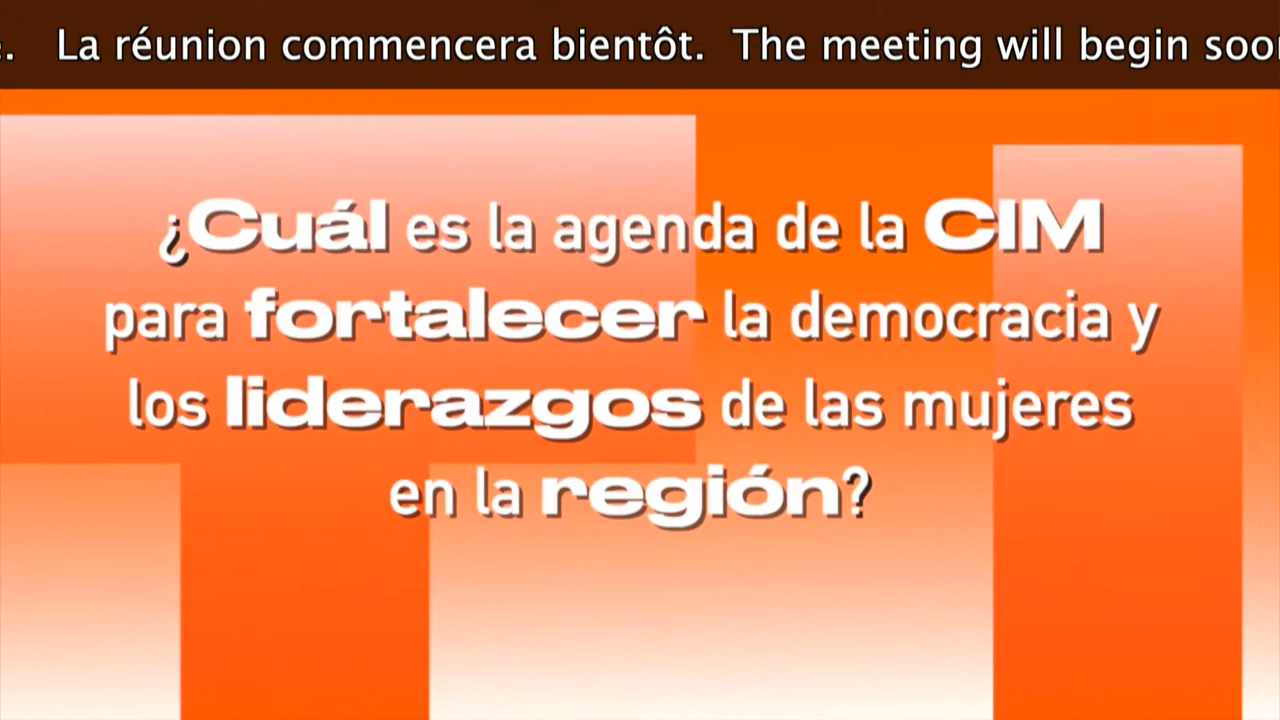 . La réunion commencera bientôt. The meeting will begin soo
¿Cuál es la agenda de la CIM
para fortalecer la democracia y
los liderazgos de las mujeres
en la región?